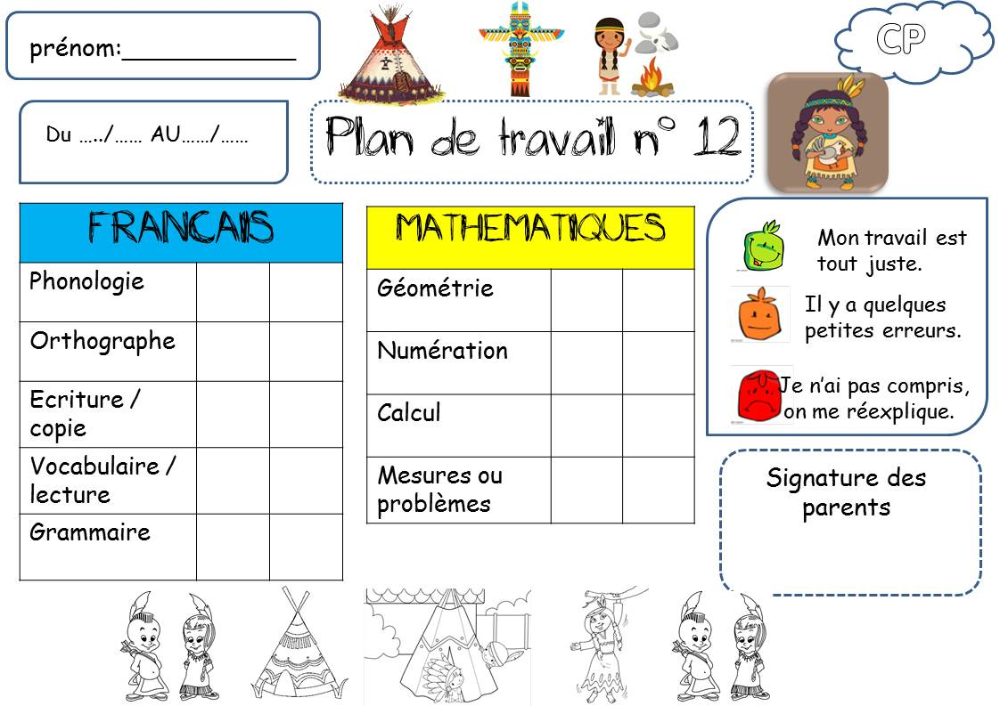 prénom:_____________
CP
Du …../…… AU……/……
Plan de travail n° 12
FRANCAIS
Phonologie
Orthographe
Ecriture /
copie
Vocabulaire /
lecture
Grammaire
MATHEMATIQUES
Géométrie
Numération
Calcul
Mesures ou
problèmes
Mon travail est
tout juste.
Il y a quelques
petites erreurs.
Je n’ai pas compris,
on me réexplique.
Signature des
parents